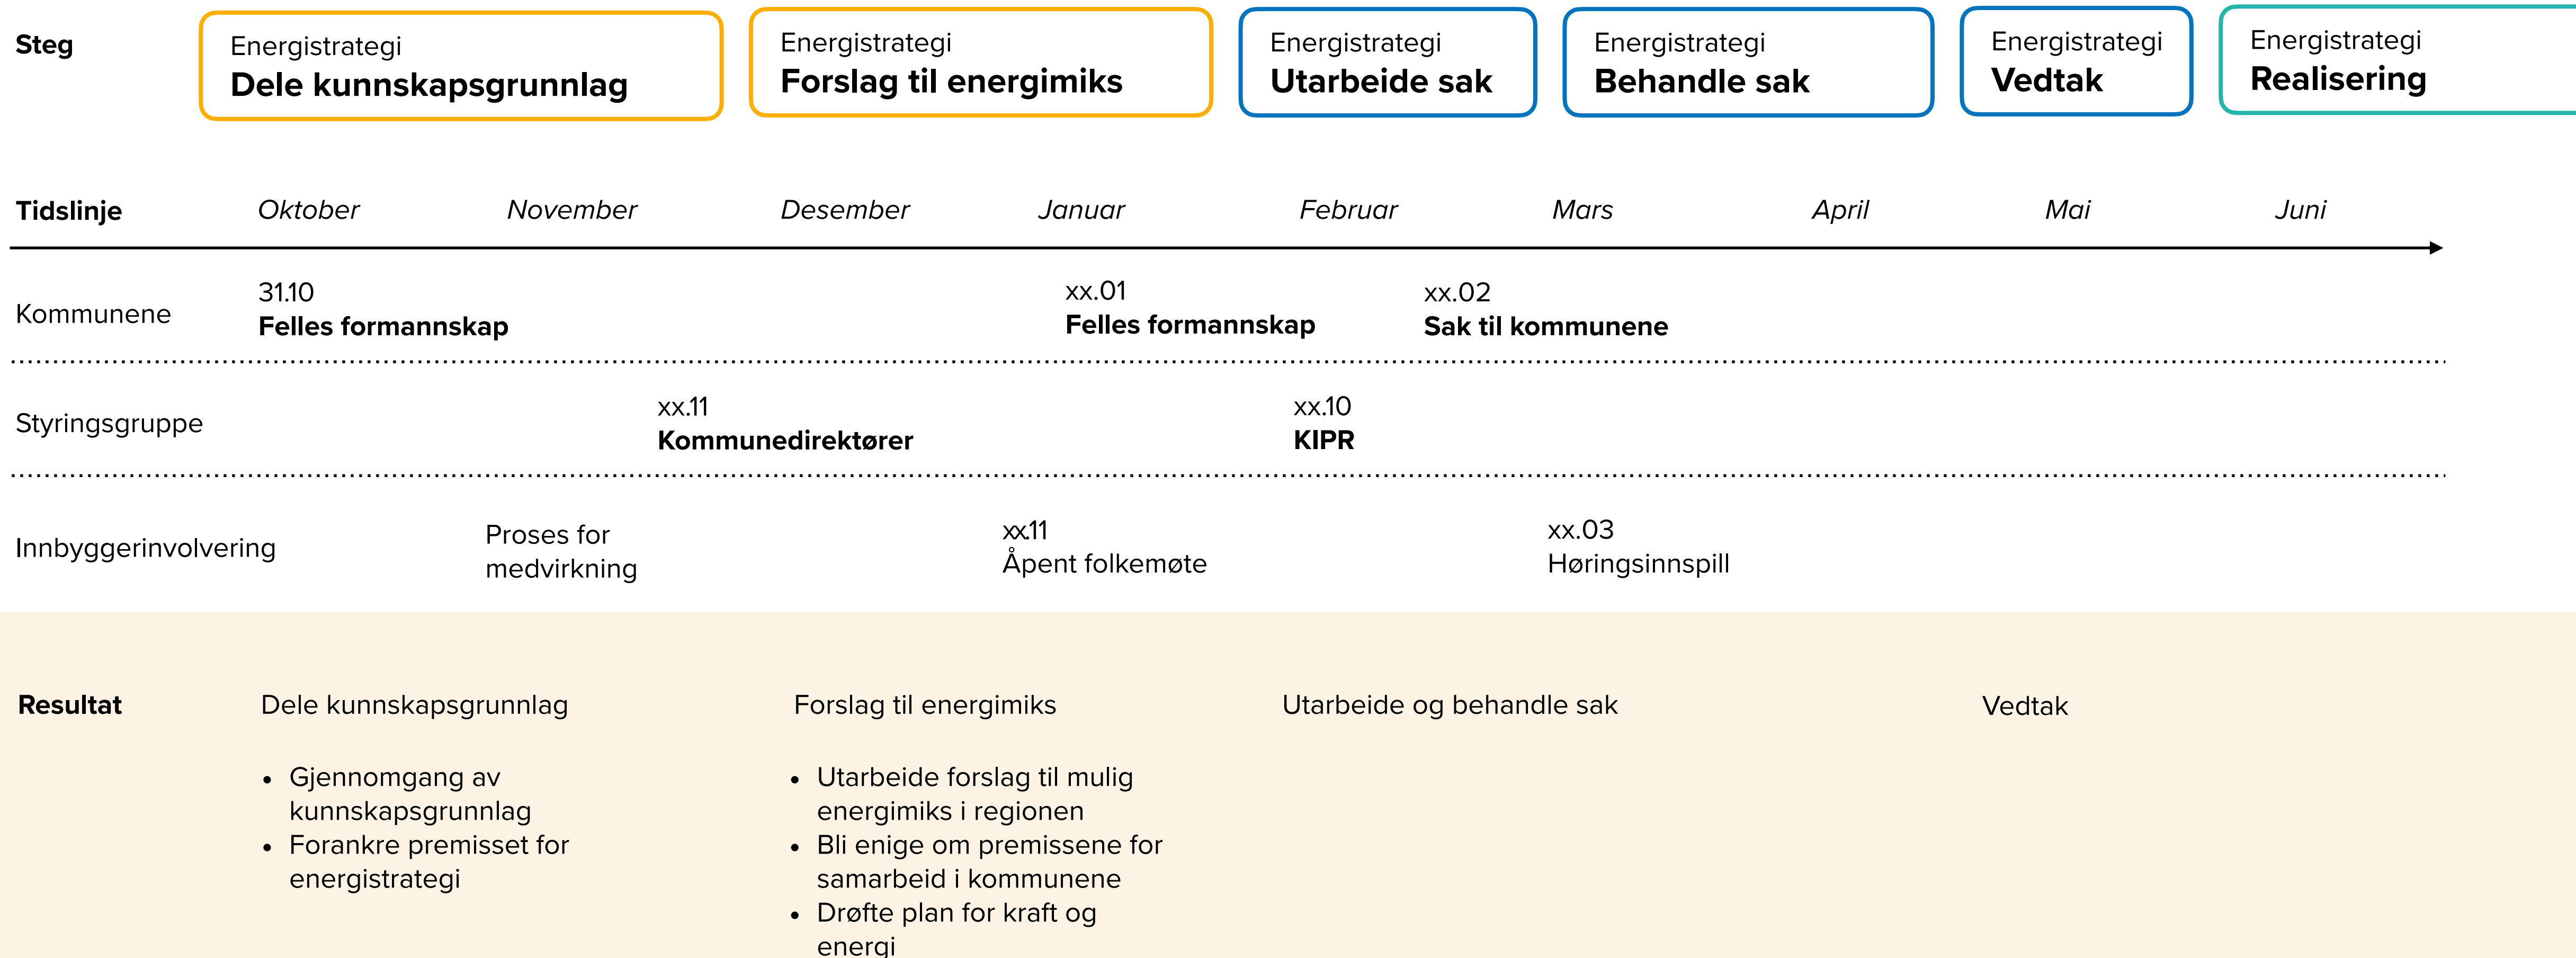 Steg
Energistrategi
Dele kunnskapsgrunnlag
Energistrategi
Forslag til energimiks
Energistrategi
Utarbeide sak
Energistrategi
Behandle sak
Energistrategi
Vedtak
Energistrategi
Realisering
Tidslinje
Oktober
November
Desember
Januar
Februar
Mars
April
Mai
Juni
Kommunene
31.10
Felles formannskap
xx.01
Felles formannskap
xx.02
Sak til kommunene
Styringsgruppe
xx.11
Kommunedirektører
xx.10
KIPR
Innbyggerinvolvering
Proses for
medvirkning
xx.11
Åpent folkemøte
xx.03
Høringsinnspill
Resultat
Dele kunnskapsgrunnlag
• Gjennomgang av
kunnskapsgrunnlag
• Forankre premisset for
energistrategi
Forslag til energimiks
• Utarbeide forslag til mulig
energimiks i regionen
• Bli enige om premissene for
samarbeid i kommunene
• Drøfte plan for kraft og
energi
Utarbeide og behandle sak
Vedtak